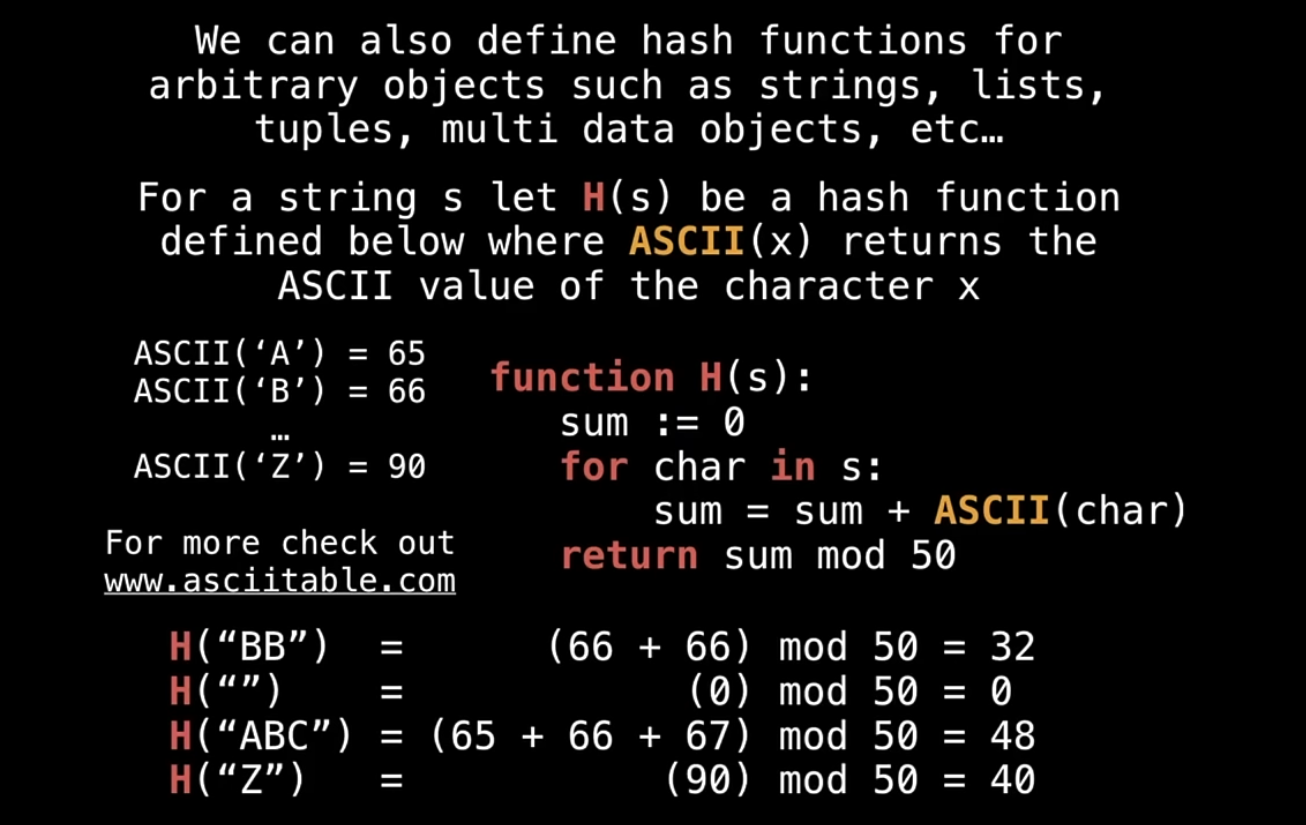 We can also define hash functions for
arbitrary objects such as strings, lists,
tuples, multi data objects, etc…
For a string s let H(s) be a hash function
defined below where ASCII(x) returns the
ASCII value of the character x
ASCII(‘A’) = 65
ASCII(‘B’) = 66
…
ASCII(‘Z’) = 90
For more check out
www.asciitable.com
function H(s):
sum := 0
for char in s:
sum = sum + ASCII(char)
return sum mod 50
H(“BB”) = (66 + 66) mod 50 = 32
H(“”) = (0) mod 50 = 0
H(“ABC”) = (65 + 66 + 67) mod 50 = 48
H(“Z”) = (90) mod 50 = 40